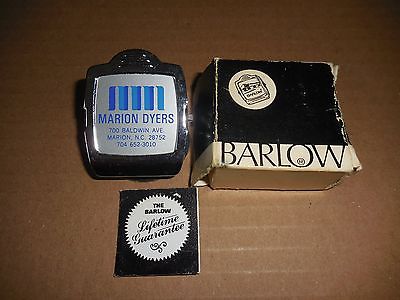 MARION DYERS
700 BALDWIN AVE.
MARION, N.C. 28752
704 652-3010
BARLOW
THE
BARLOW
Lifetime
Guarantee